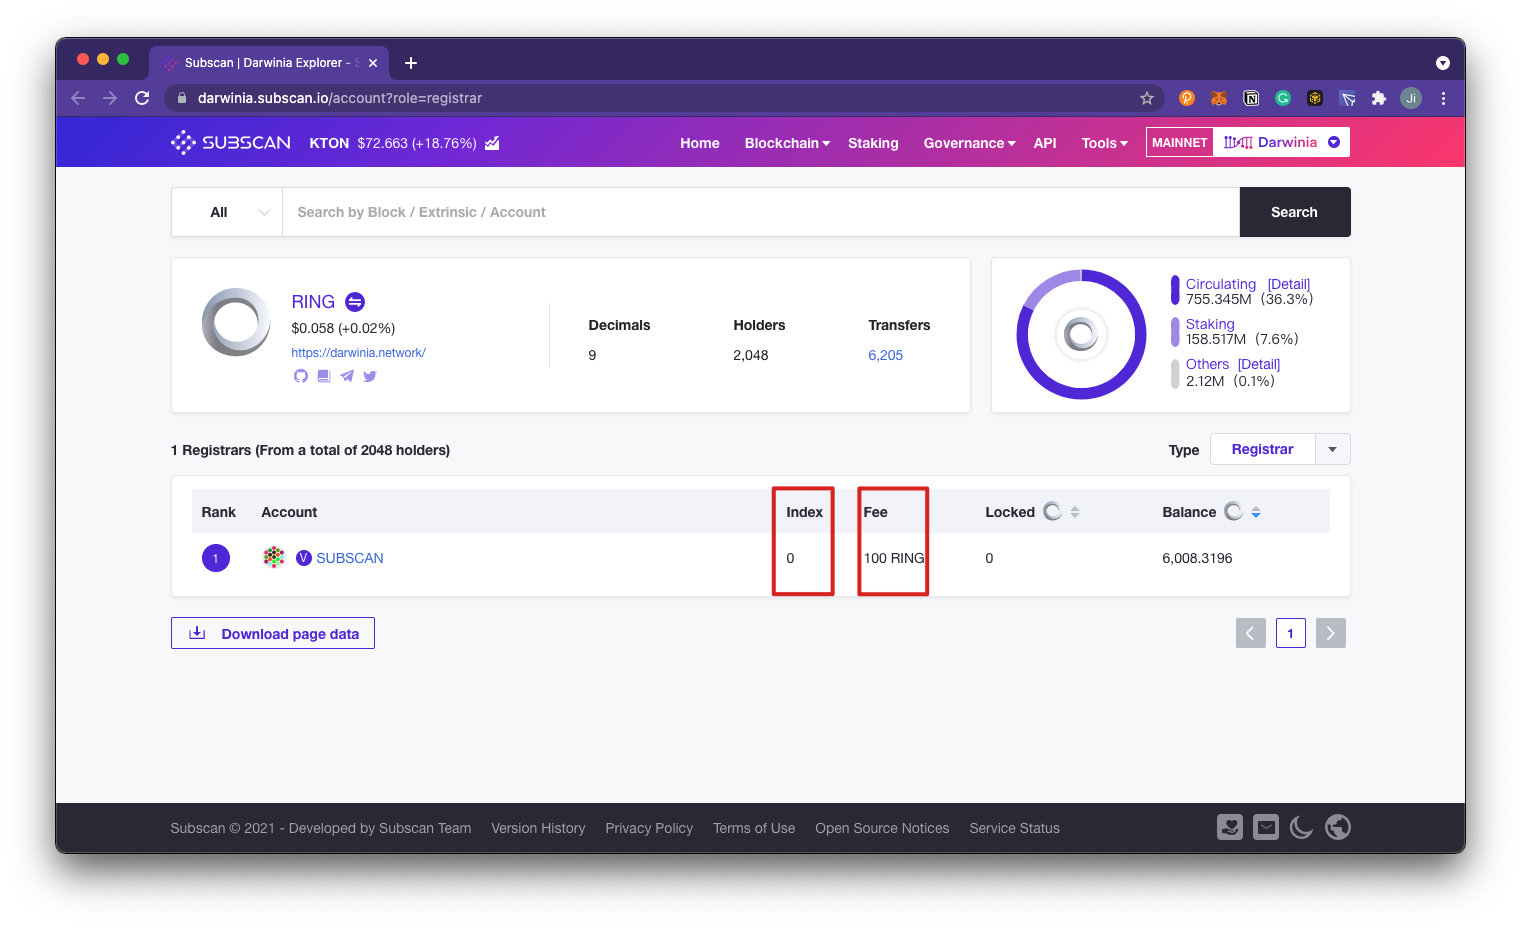 Subscan | Darwinia Explorer -
darwinia.subscan.io/account?role=registrar
Ji
SUBSCAN KTON $72.663 (+18.76%) Home Blockchain Staking Governance API Tools MAINNET Darwinia
All Search by Block / Extrinsic / Account Search
RING
$0.058 (+0.02%)
https://darwinia.network/
Decimals Holders Transfers
9 2,048 6,205
Circulating [Detail]
755.345M (36.3%)
Staking
158.517M (7.6%)
Others [Detail]
2.12M (0.1%)
1 Registrars (From a total of 2048 holders) Type Registrar
Rank Account Index Fee Locked Balance
1 V SUBSCAN 0 100 RING 0 6,008.3196
Download page data 1
Subscan © 2021 - Developed by Subscan Team Version History Privacy Policy Terms of Use Open Source Notices Service Status